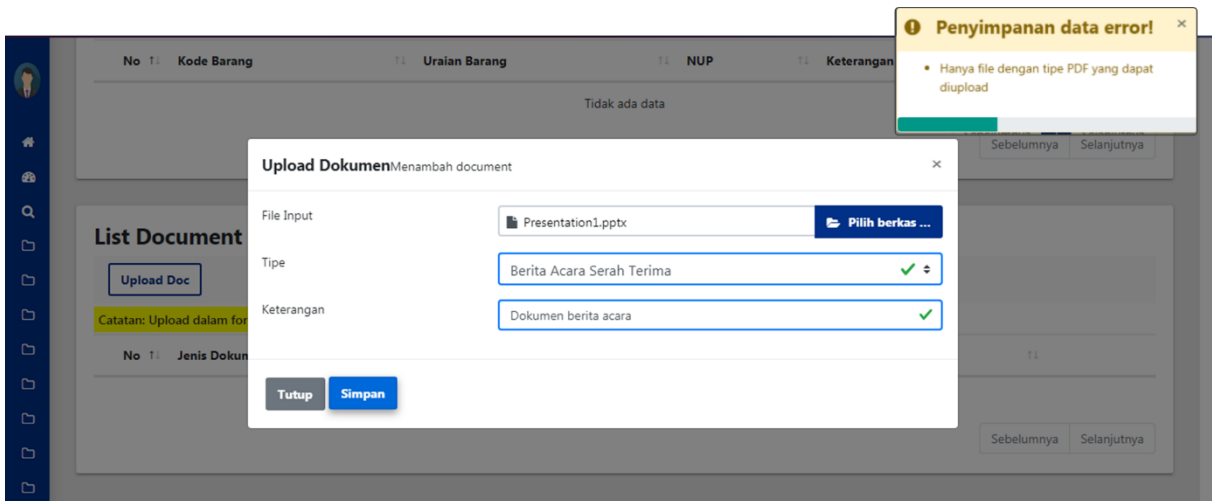 Penyimpanan data error! ×
• Hanya file dengan tipe PDF yang dapat
diupload
No Kode Barang Uraian Barang NUP Keterangan
Tidak ada data
Sebelumnya Selanjutnya
Upload DokumenMenambah document ×
File Input Presentation1.pptx Pilih berkas ...
Tipe Berita Acara Serah Terima
Keterangan Dokumen berita acara
Tutup Simpan
List Document
Upload Doc
Catatan: Upload dalam for
No Jenis Dokun
Sebelumnya Selanjutnya